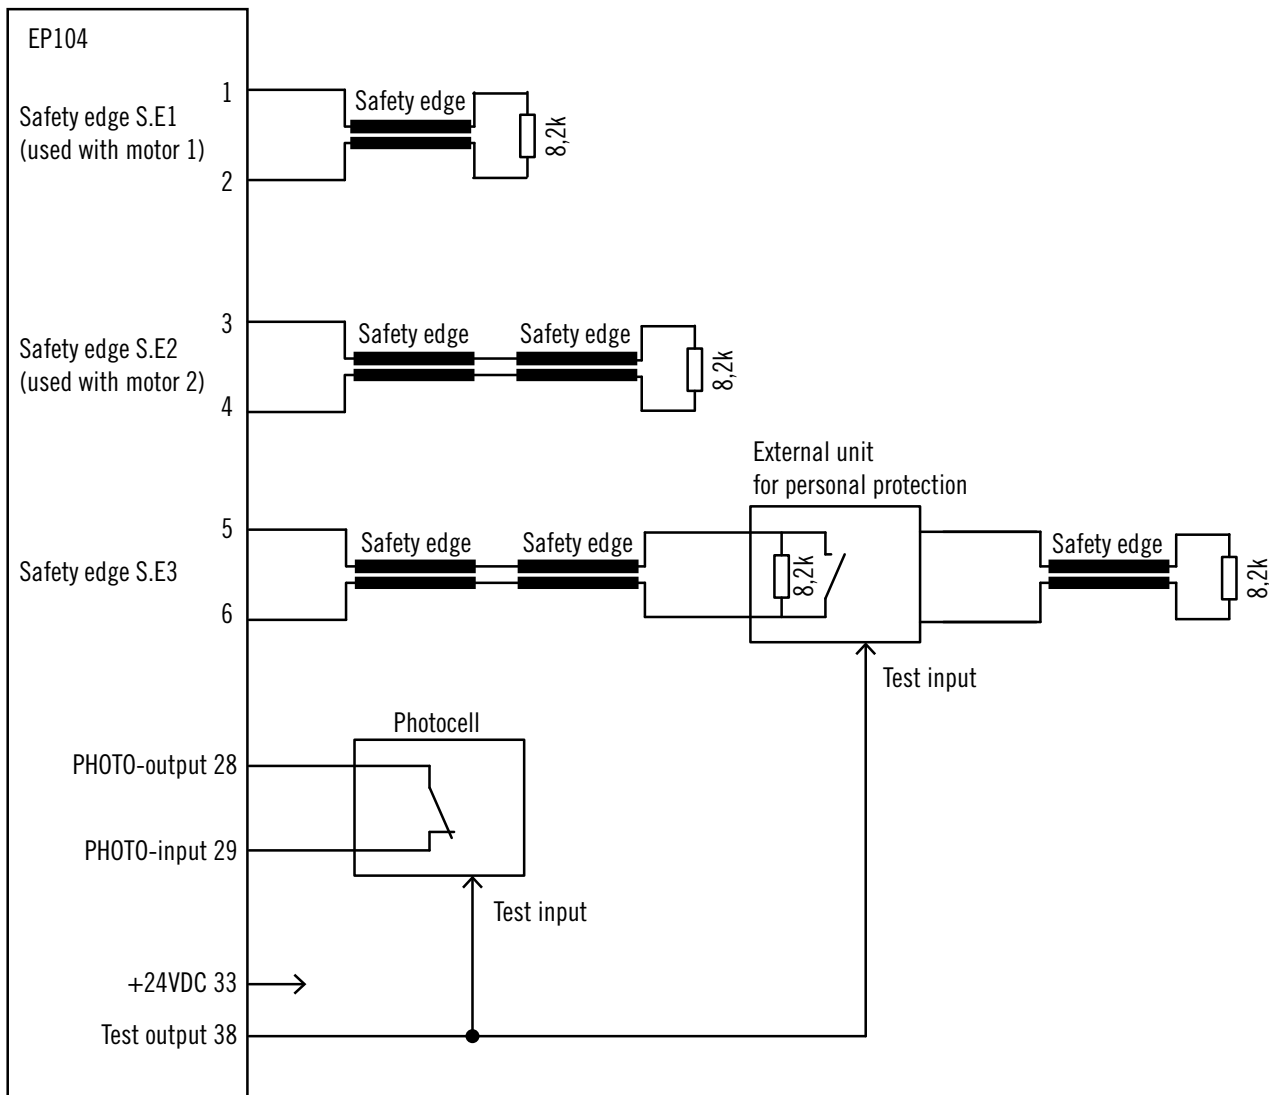 EP104
1
Safety edge
Safety edge S.E1
(used with motor 1)
8,2k
2
3
Safety edge Safety edge
Safety edge S.E2
(used with motor 2)
8,2k
4
External unit
for personal protection
5
Safety edge Safety edge
Safety edge
Safety edge S.E3
8,2k
8,2k
6
Test input
Photocell
PHOTO-output 28
PHOTO-input 29
Test input
+24VDC 33
Test output 38